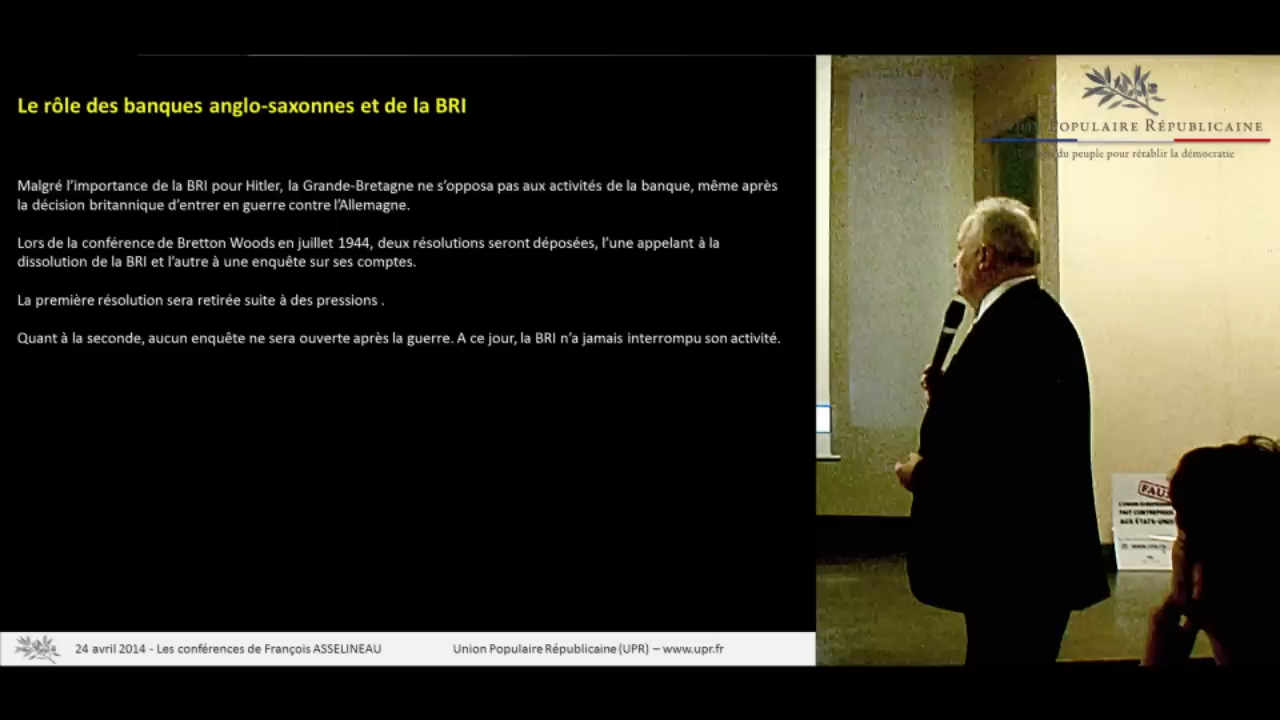 Le rôle des banques anglo-saxonnes et de la BRI
Malgré l’importance de la BRI pour Hitler, la Grande-Bretagne ne s’opposa pas aux activités de la banque, même après
la décision britannique d’entrer en guerre contre l’Allemagne.
Lors de la conférence de Bretton Woods en juillet 1944, deux résolutions seront déposées, l’une appelant à la
dissolution de la BRI et l’autre à une enquête sur ses comptes.
La première résolution sera retirée suite à des pressions .
Quant à la seconde, aucun enquête ne sera ouverte après la guerre. A ce jour, la BRI n’a jamais interrompu son activité.
24 avril 2014 - Les conférences de François ASSELINEAU
Union Populaire Républicaine (UPR) – www.upr.fr
Populaire Républicaine
du peuple pour rétablir la démocratie
AUX ÉTATS-UNIS